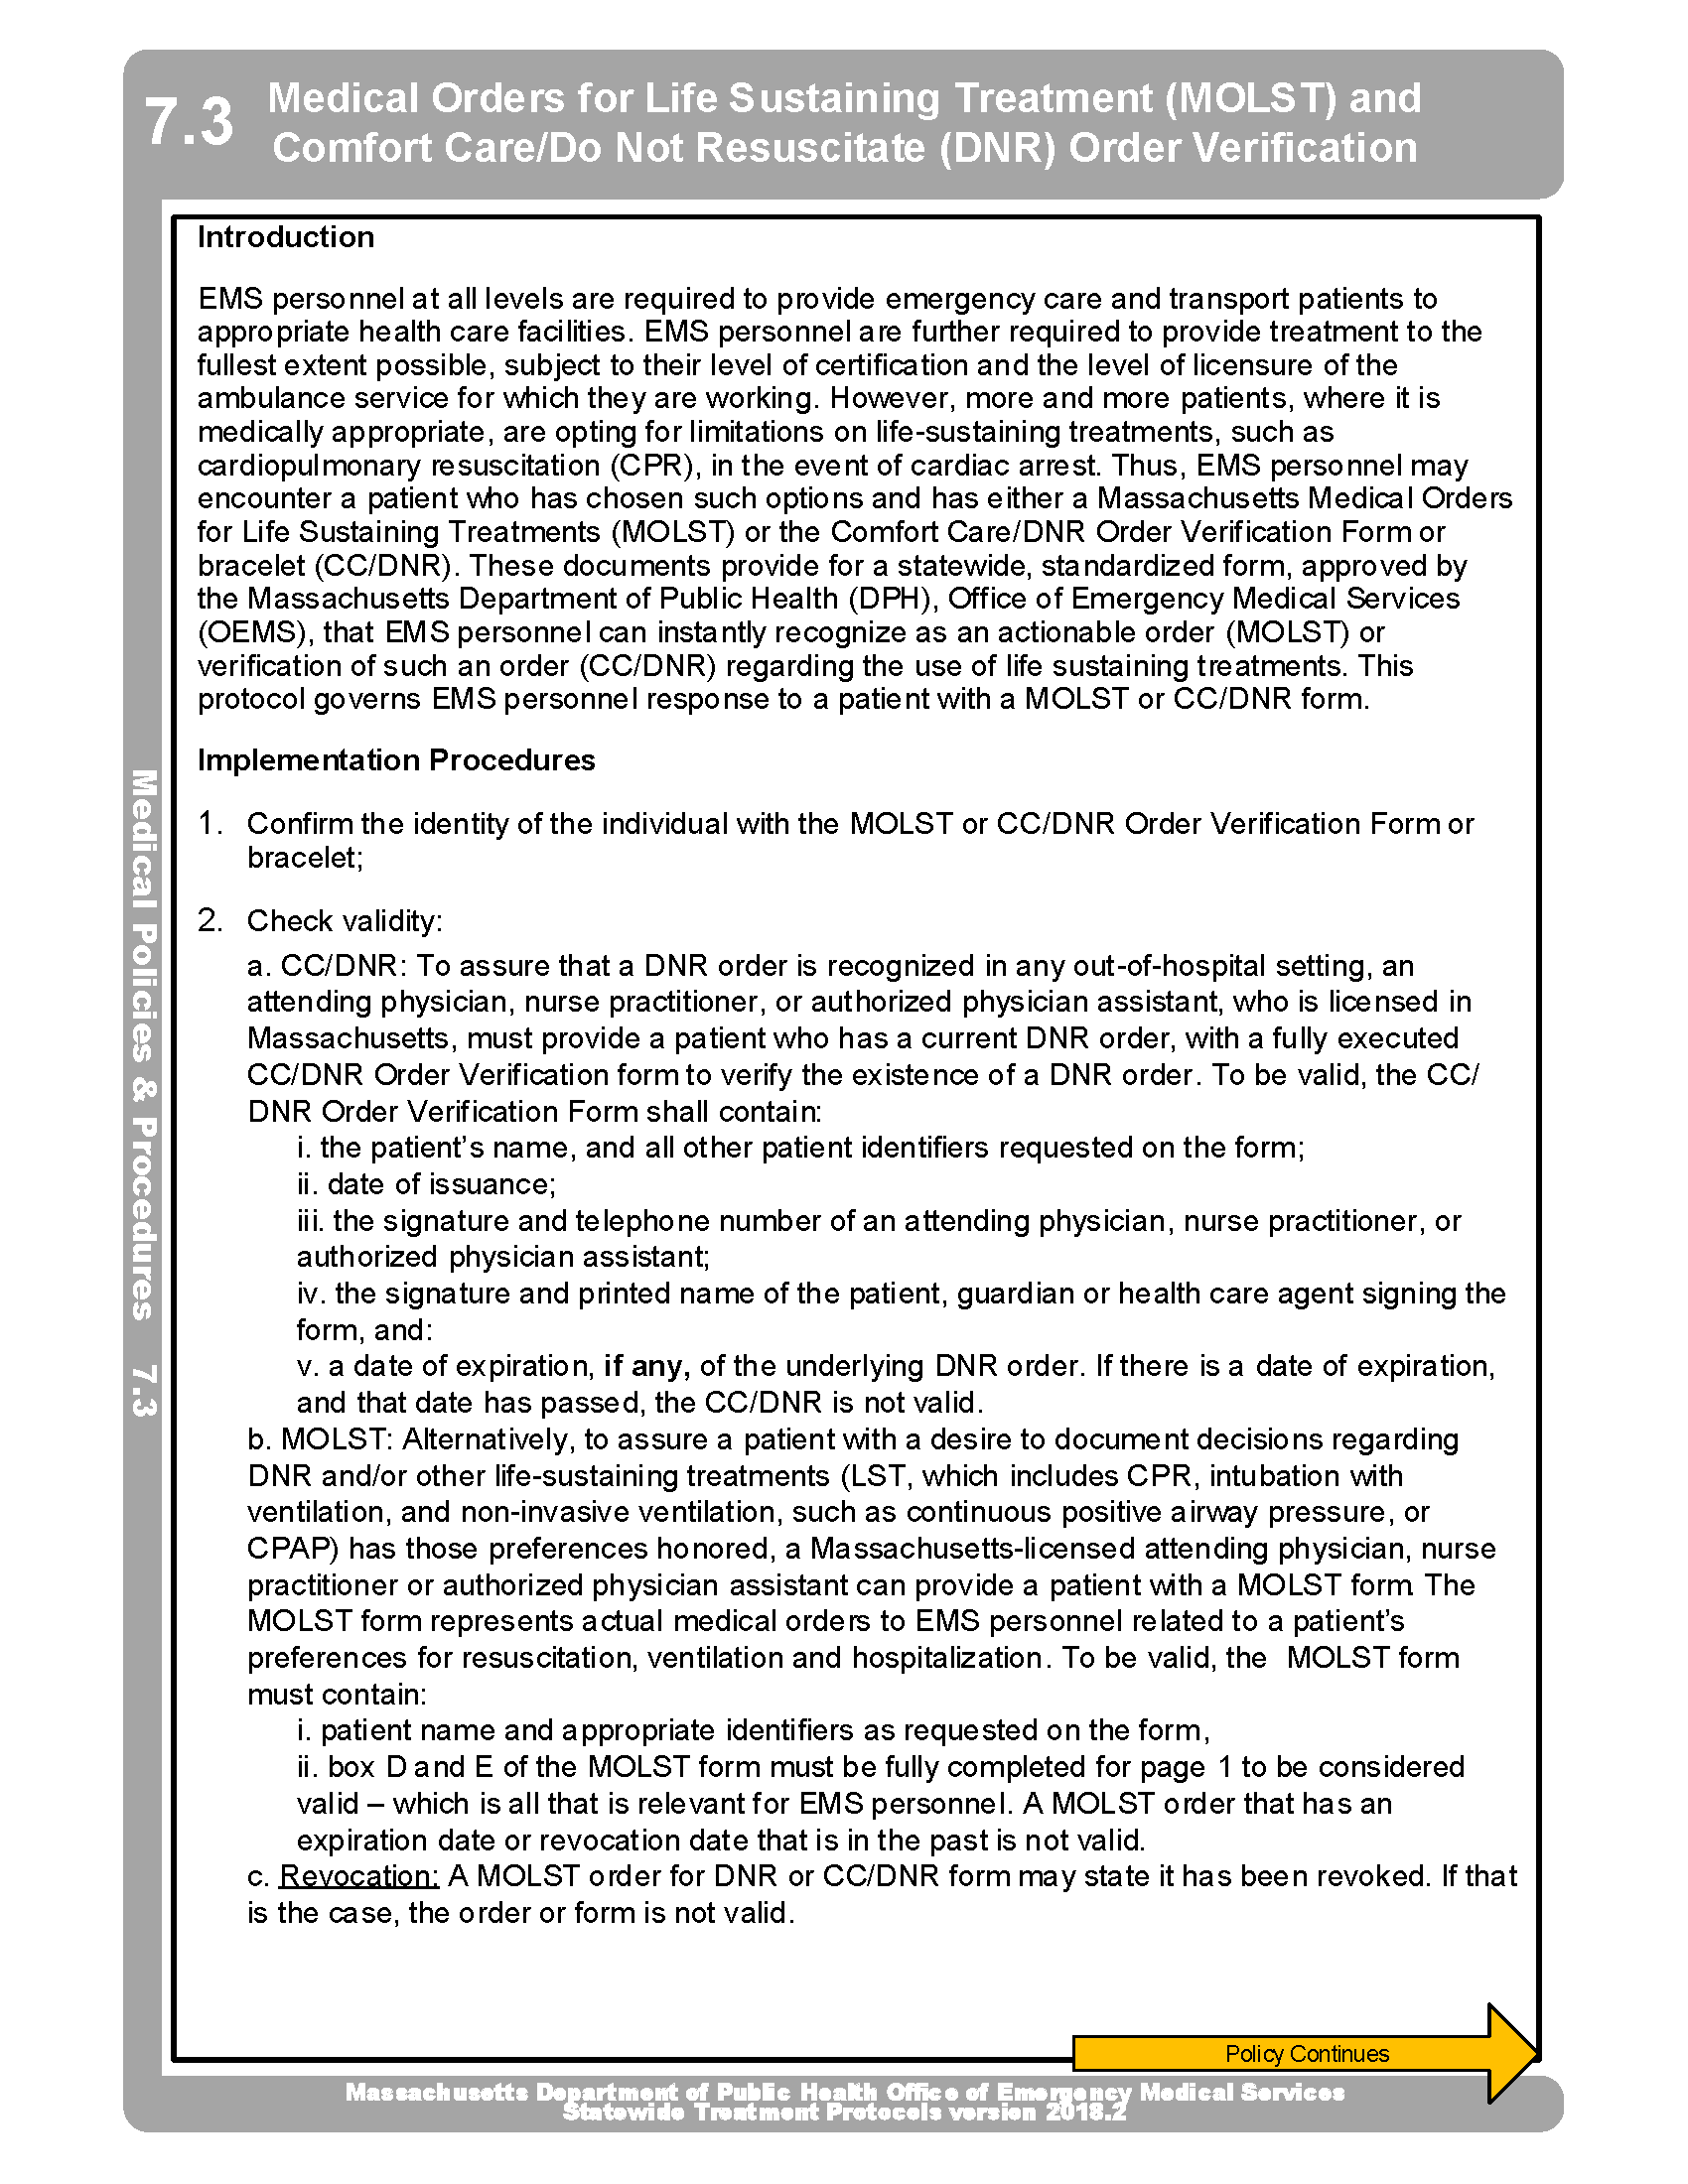 7.3
Medical Orders for Life Sustaining Treatment (MOLST) and
Comfort Care/Do Not Resuscitate (DNR) Order Verification
Introduction
EMS personnel at all levels are required to provide emergency care and transport patients to
appropriate health care facilities. EMS personnel are further required to provide treatment to the
fullest extent possible, subject to their level of certification and the level of licensure of the
ambulance service for which they are working. However, more and more patients, where it is
medically appropriate, are opting for limitations on life-sustaining treatments, such as
cardiopulmonary resuscitation (CPR), in the event of cardiac arrest. Thus, EMS personnel may
encounter a patient who has chosen such options and has either a Massachusetts Medical Orders
for Life Sustaining Treatments (MOLST) or the Comfort Care/DNR Order Verification Form or
bracelet (CC/DNR). These documents provide for a statewide, standardized form, approved by
the Massachusetts Department of Public Health (DPH), Office of Emergency Medical Services
(OEMS), that EMS personnel can instantly recognize as an actionable order (MOLST) or
verification of such an order (CC/DNR) regarding the use of life sustaining treatments. This
protocol governs EMS personnel response to a patient with a MOLST or CC/DNR form.
Implementation Procedures
1. Confirm the identity of the individual with the MOLST or CC/DNR Order Verification Form or
bracelet;
2. Check validity:
a. CC/DNR: To assure that a DNR order is recognized in any out-of-hospital setting, an
attending physician, nurse practitioner, or authorized physician assistant, who is licensed in
Massachusetts, must provide a patient who has a current DNR order, with a fully executed
CC/DNR Order Verification form to verify the existence of a DNR order. To be valid, the CC/
DNR Order Verification Form shall contain:
i. the patient's name, and all other patient identifiers requested on the form;
ii. date of issuance;
iii. the signature and telephone number of an attending physician, nurse practitioner, or
authorized physician assistant;
iv. the signature and printed name of the patient, guardian or health care agent signing the
form, and:
v. a date of expiration, if any, of the underlying DNR order. If there is a date of expiration,
and that date has passed, the CC/DNR is not valid.
b. MOLST: Alternatively, to assure a patient with a desire to document decisions regarding
DNR and/or other life-sustaining treatments (LST, which includes CPR, intubation with
ventilation, and non-invasive ventilation, such as continuous positive airway pressure, or
CPAP) has those preferences honored, a Massachusetts-licensed attending physician, nurse
practitioner or authorized physician assistant can provide a patient with a MOLST form. The
MOLST form represents actual medical orders to EMS personnel related to a patient's
preferences for resuscitation, ventilation and hospitalization. To be valid, the MOLST form
must contain:
i. patient name and appropriate identifiers as requested on the form,
ii. box D and E of the MOLST form must be fully completed for page 1 to be considered
valid – which is all that is relevant for EMS personnel. A MOLST order that has an
expiration date or revocation date that is in the past is not valid.
c. Revocation: A MOLST order for DNR or CC/DNR form may state it has been revoked. If that
is the case, the order or form is not valid.
Policy Continues
Medical Policies & Procedures 7.3
Massachusetts Department of Public Health Office of Emergency Medical Services
Statewide Treatment Protocols version 2018.2